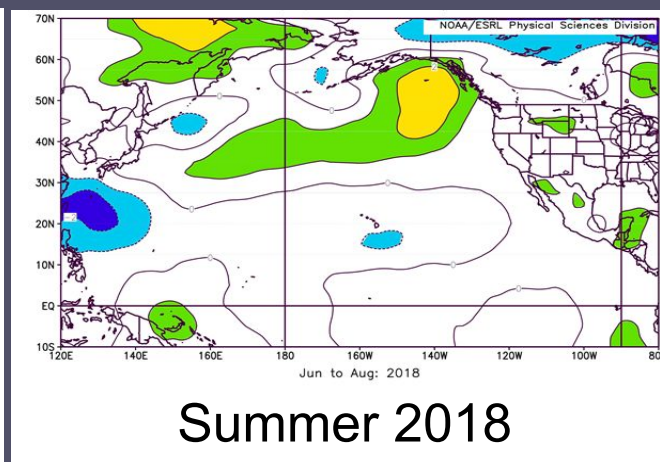 70N
NOAA/ESRL Physical Sciences Division
60N
50N
40N
30N
20N
10N
EQ
10S
120E 140E 160E 180 160W 140W 120W 100W 80
Jun to Aug: 2018
Summer 2018